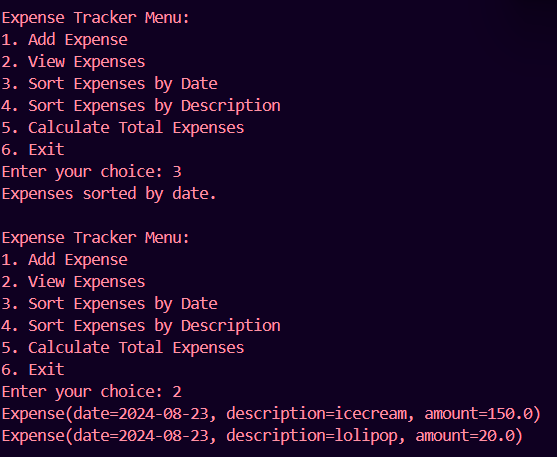 Expense Tracker Menu:
1. Add Expense
2. View Expenses
3. Sort Expenses by Date
4. Sort Expenses by Description
5. Calculate Total Expenses
6. Exit
Enter your choice: 3
Expenses sorted by date.
Expense Tracker Menu:
1. Add Expense
2. View Expenses
3. Sort Expenses by Date
4. Sort Expenses by Description
5. Calculate Total Expenses
6. Exit
Enter your choice: 2
Expense(date=2024-08-23, description=icecream, amount=150.0)
Expense(date=2024-08-23, description=lolipop, amount=20.0)